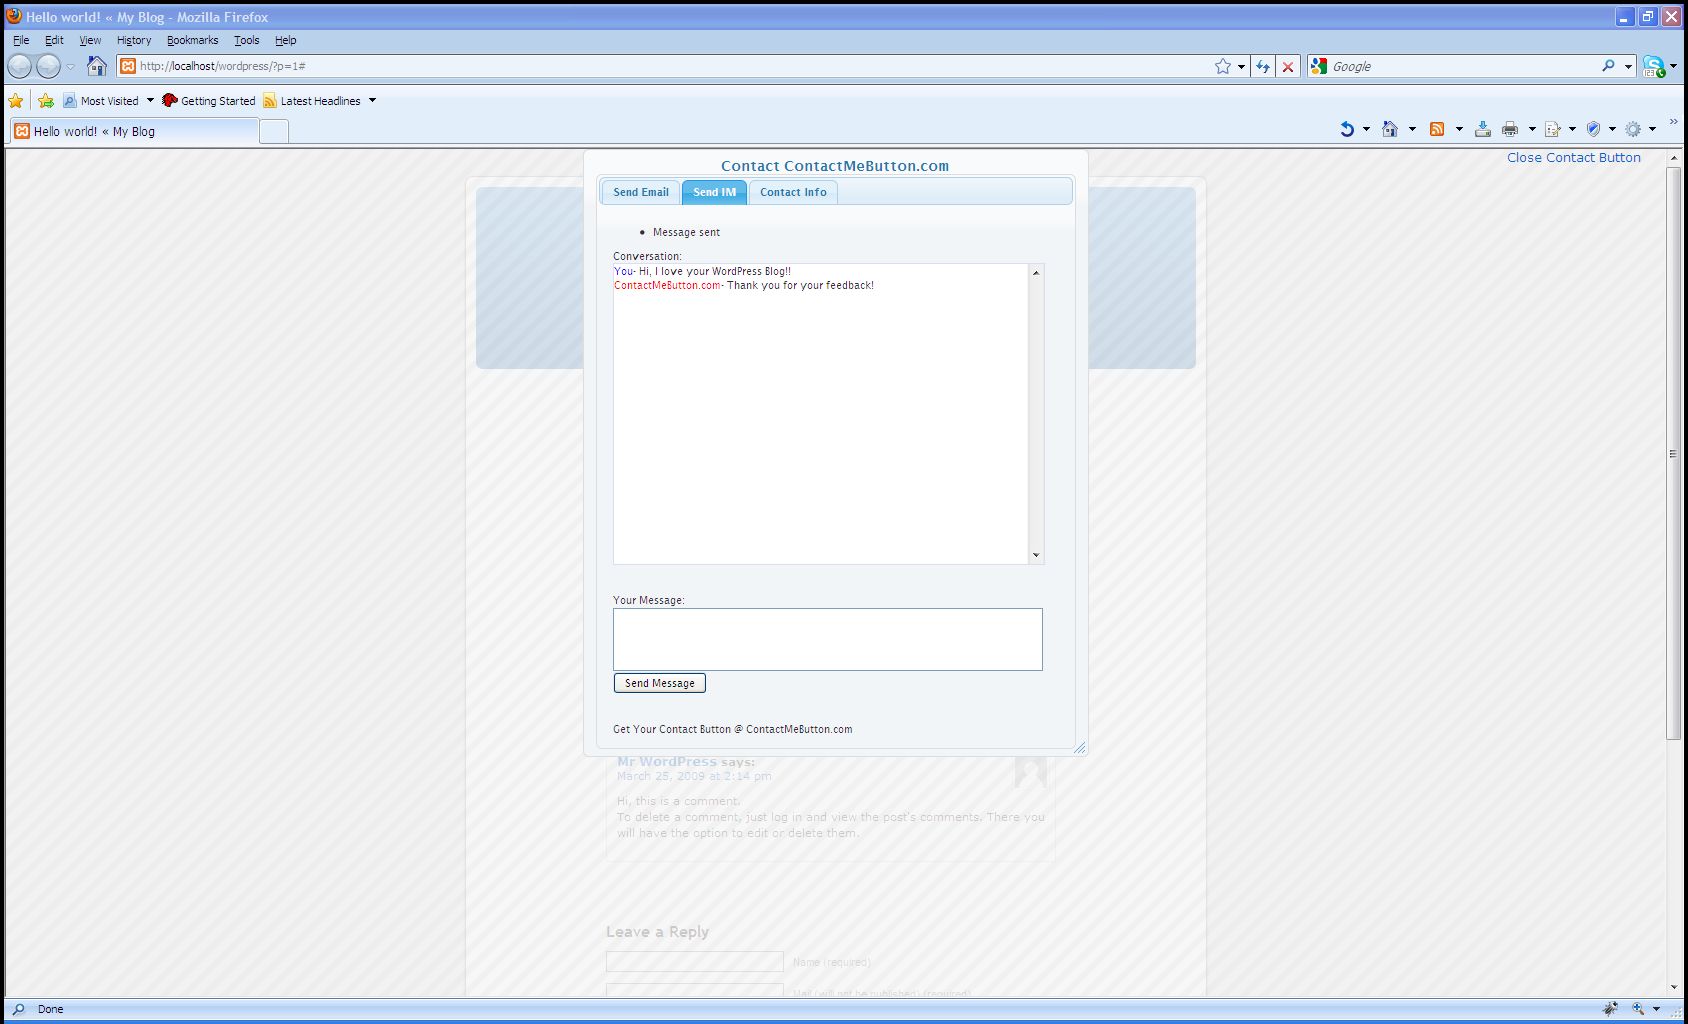 Hello world! « My Blog - Mozilla Firefox
File Edit View History Bookmarks Tools Help
http://localhost/wordpress/?p=1#
Google
123
Most Visited Getting Started Latest Headlines
Hello world! « My Blog
»
Close Contact Button
Contact ContactMeButton.com
Send Email Send IM Contact Info
• Message sent
Conversation:
You- Hi, I love your WordPress Blog!!
ContactMeButton.com- Thank you for your feedback!
Your Message:
Send Message
Get Your Contact Button @ ContactMeButton.com
Mr WordPress says:
March 25, 2009 at 2:14 pm
Hi, this is a comment.
To delete a comment, just log in and view the post's comments. There you
will have the option to edit or delete them.
Leave a Reply
Name (required)
Mail (will not be published) (required)
Done